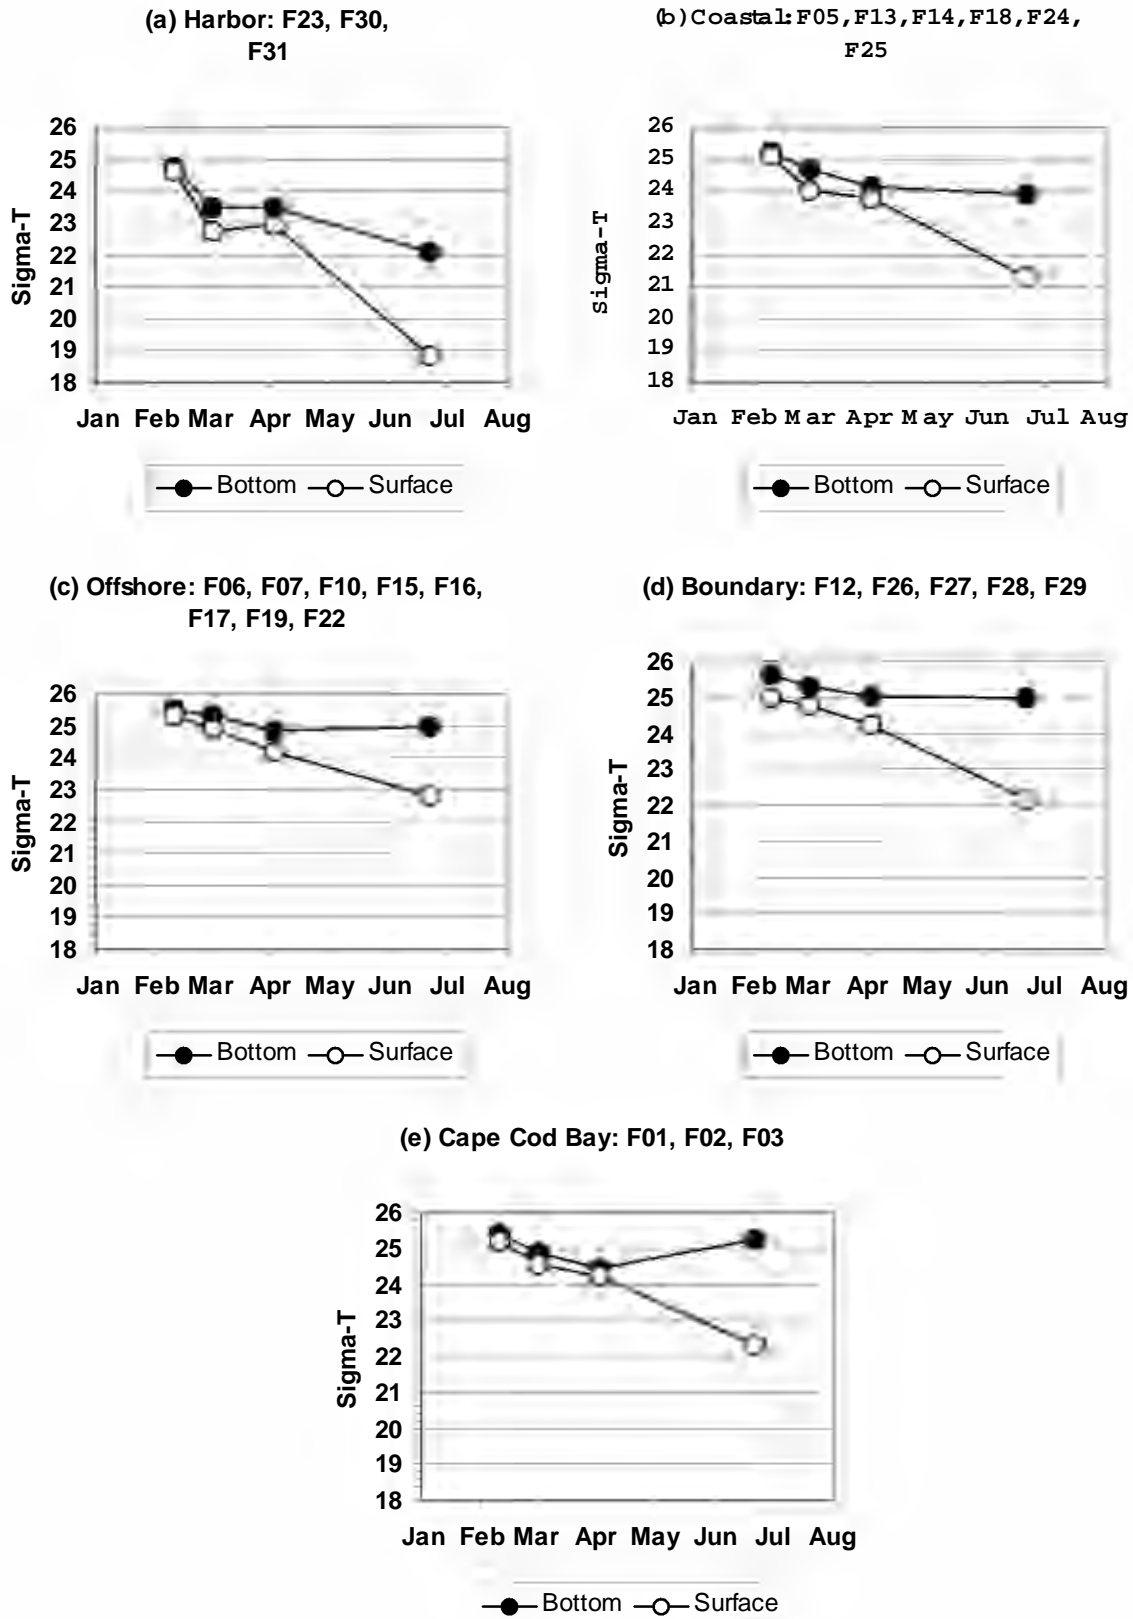 (a) Harbor: F23, F30,
F31
26
25
24
23
22
21
20
19
18
Sigma-T
Jan Feb Mar Apr May Jun Jul Aug
Bottom Surface
(b) Coastal: F05, F13, F14, F18, F24,
F25
26
25
24
23
22
21
20
19
18
Sigma-T
Jan Feb Mar Apr May Jun Jul Aug
Bottom Surface
(c) Offshore: F06, F07, F10, F15, F16,
F17, F19, F22
26
25
24
23
22
21
20
19
18
Sigma-T
Jan Feb Mar Apr May Jun Jul Aug
Bottom Surface
(d) Boundary: F12, F26, F27, F28, F29
26
25
24
23
22
21
20
19
18
Sigma-T
Jan Feb Mar Apr May Jun Jul Aug
Bottom Surface
(e) Cape Cod Bay: F01, F02, F03
26
25
24
23
22
21
20
19
18
Sigma-T
Jan Feb Mar Apr May Jun Jul Aug
Bottom Surface